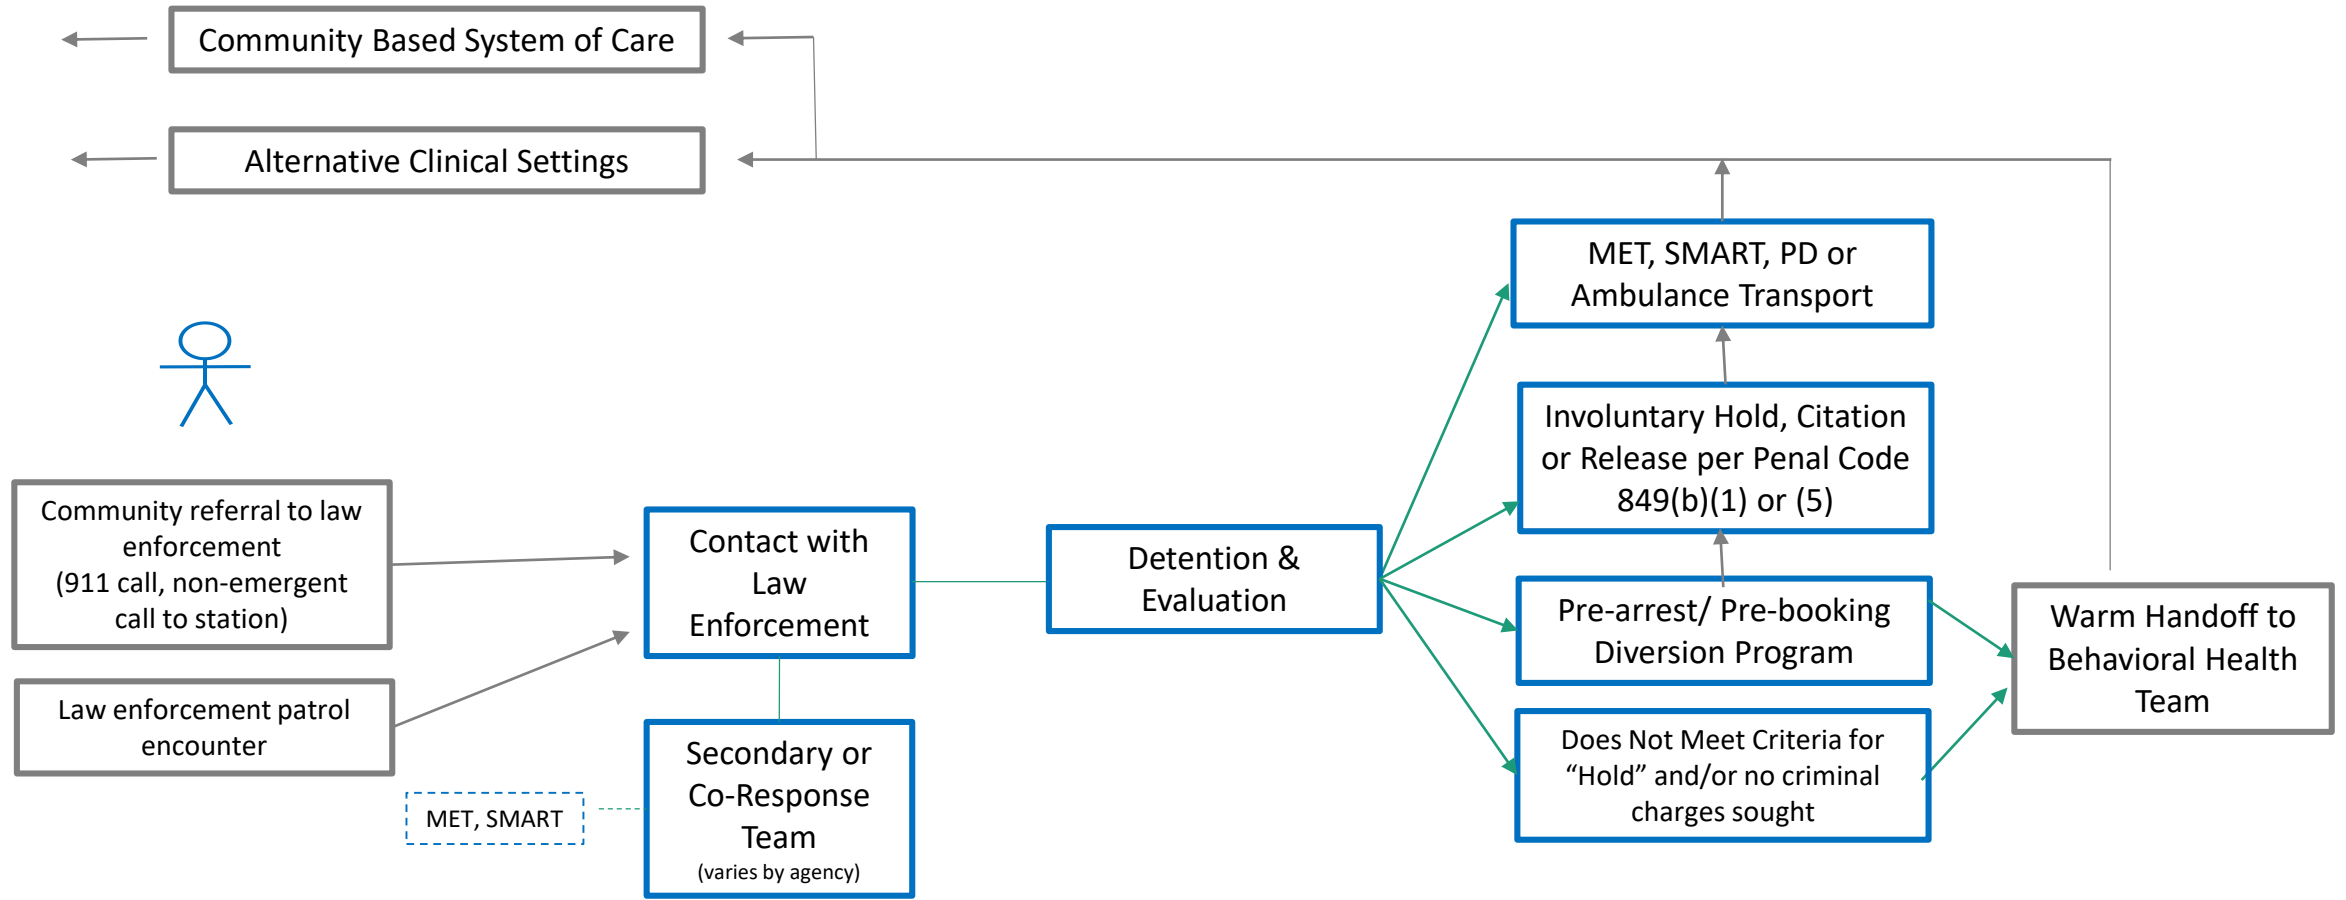 Community Based System of Care
Alternative Clinical Settings
MET, SMART, PD or
Ambulance Transport
Involuntary Hold, Citation
or Release per Penal Code
849(b)(1) or (5)
Community referral to law
enforcement
(911 call, non-emergent
call to station)
Contact with
Law
Enforcement
Detention &
Evaluation
Pre-arrest/ Pre-booking
Diversion Program
Warm Handoff to
Behavioral Health
Team
Law enforcement patrol
encounter
Secondary or
Co-Response
Team
(varies by agency)
MET, SMART
Does Not Meet Criteria for
“Hold” and/or no criminal
charges sought